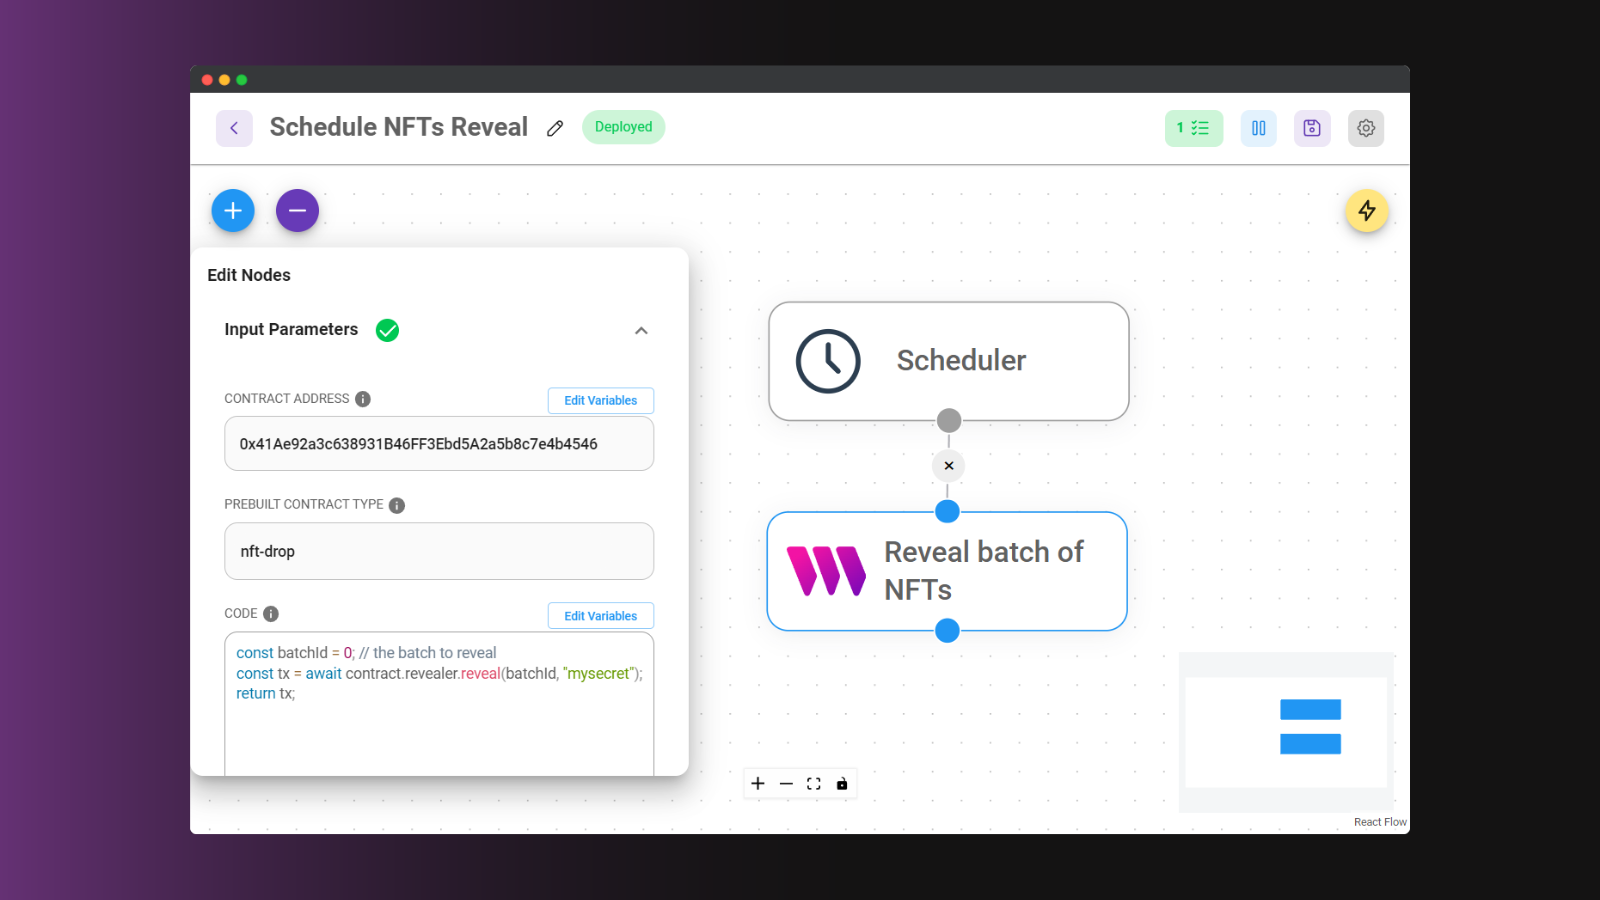 Schedule NFTs Reveal
Deployed
1
Edit Nodes
Input Parameters
CONTRACT ADDRESS
Edit Variables
0x41Ae92a3c638931B46FF3Ebd5A2a5b8c7e4b4546
PREBUILT CONTRACT TYPE
nft-drop
CODE
Edit Variables
const batchId = 0; // the batch to reveal
const tx = await contract.revealer.reveal(batchId, "mysecret");
return tx;
Scheduler
Reveal batch of
NFTs
React Flow